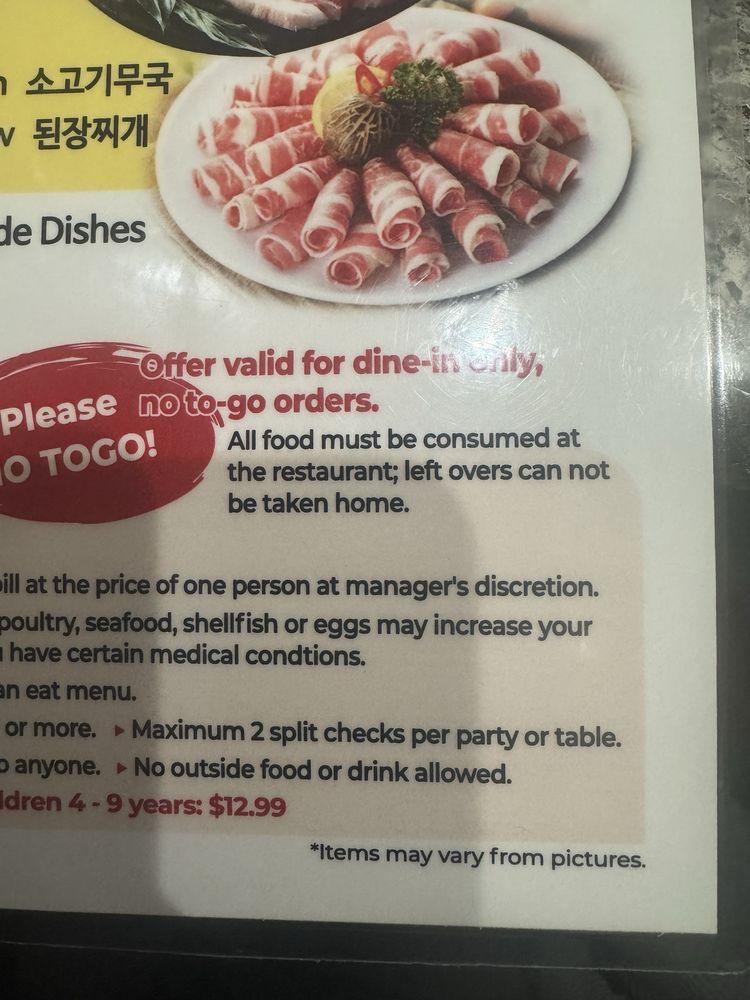 소고기무국
된장찌개
de Dishes
Offer valid for dine-in only,
no to-go orders.
Please
NO TOGO!
All food must be consumed at
the restaurant; left overs can not
be taken home.
bill at the price of one person at manager's discretion.
poultry, seafood, shellfish or eggs may increase your
have certain medical condtions.
an eat menu.
or more. ▸ Maximum 2 split checks per party or table.
o anyone. ▸ No outside food or drink allowed.
ldren 4 - 9 years: $12.99
*Items may vary from pictures.